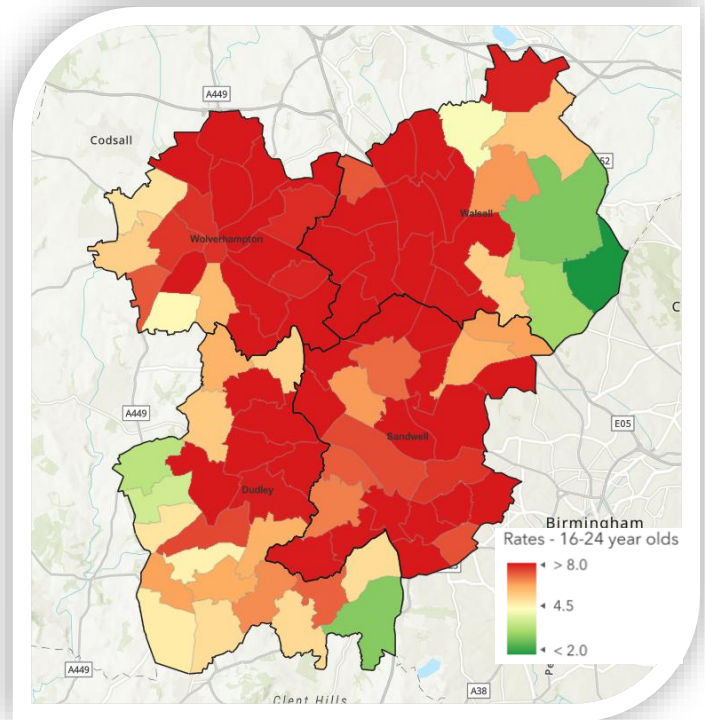 A449
Codsall
52
Walsall
Wolverhampton
C
A449
E05
Sandwell
Dudley
Birmingham
Rates - 16-24 year olds
> 8.0
4.5
< 2.0
A449
A38
Clent Hills